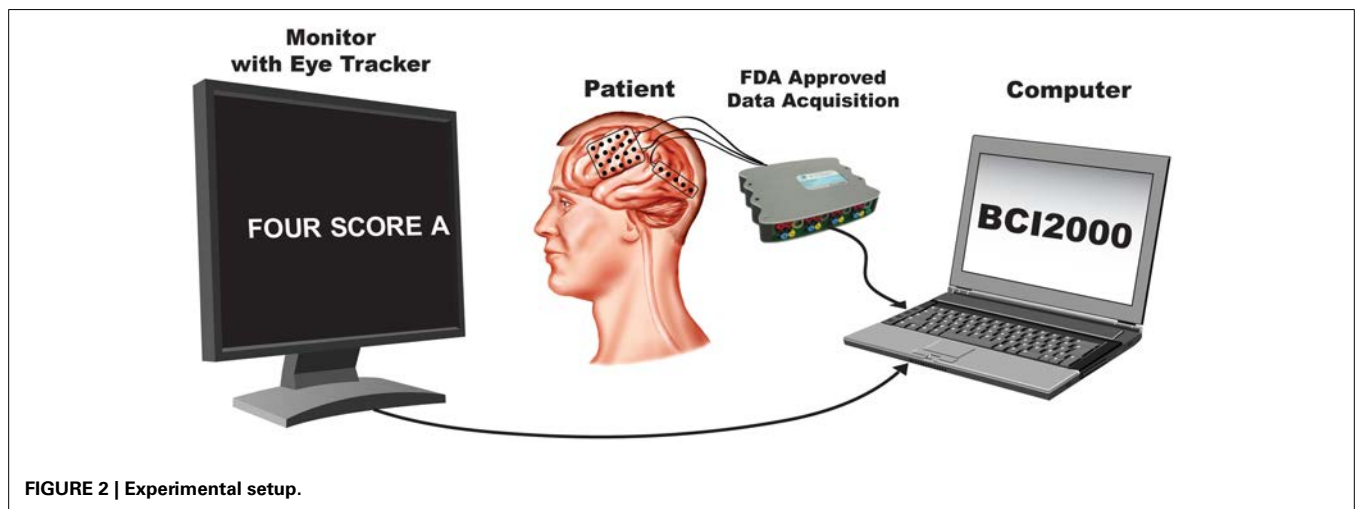 Monitor
with Eye Tracker
FOUR SCORE A
Patient
FDA Approved
Data Acquisition
Computer
BCI2000
FIGURE 2 | Experimental setup.